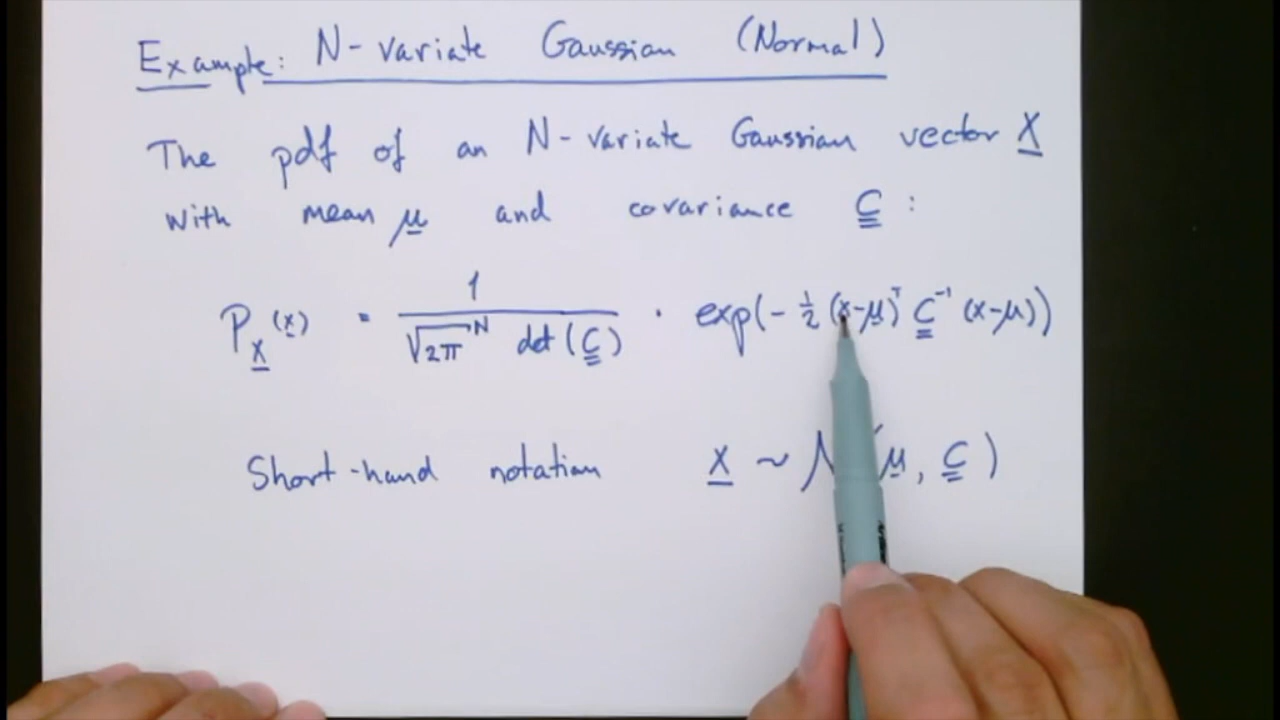 Example: N-variate Gaussian (Normal)
The pdf of an N-variate Gaussian vector X
with mean μ and covariance C :
P_X(x) = 1 / (√2π^N det(C)) · exp(-½ (x-μ)^T C^-1 (x-μ))
Short-hand notation X ~ N(μ, C)